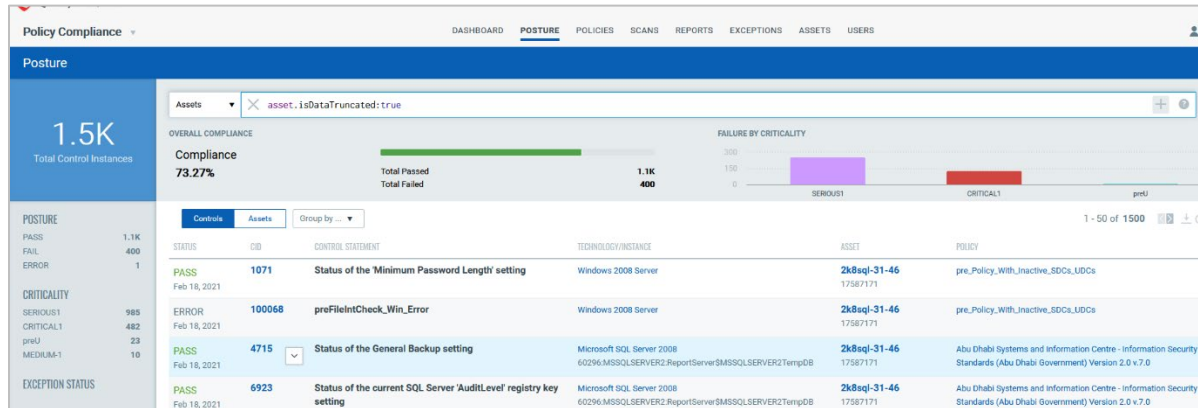 Policy Compliance
DASHBOARD POSTURE POLICIES SCANS REPORTS EXCEPTIONS ASSETS USERS
Posture
1.5K
Total Control Instances
Assets asset.isDataTruncated:true
OVERALL COMPLIANCE
Compliance
73.27%
Total Passed 1.1K
Total Failed 400
FAILURE BY CRITICALITY
300
150
0
SERIOUS1 CRITICAL1 preU
POSTURE
PASS 1.1K
FAIL 400
ERROR 1
CRITICALITY
SERIOUS1 985
CRITICAL1 482
preU 23
MEDIUM-1 10
EXCEPTION STATUS
Controls Assets Group by ... 1 - 50 of 1500
STATUS CID CONTROL STATEMENT TECHNOLOGY/INSTANCE ASSET POLICY
PASS 1071 Status of the 'Minimum Password Length' setting Windows 2008 Server 2k8sql-31-46 pre_Policy_With_Inactive_SDCs_UDCs
Feb 18, 2021 17587171
ERROR 100068 preFileIntCheck_Win_Error Windows 2008 Server 2k8sql-31-46 pre_Policy_With_Inactive_SDCs_UDCs
Feb 18, 2021 17587171
PASS 4715 Status of the General Backup setting Microsoft SQL Server 2008 2k8sql-31-46 Abu Dhabi Systems and Information Centre - Information Security
Feb 18, 2021 60296:MSSQLSERVER2:ReportServer$MSSQLSERVER2TempDB 17587171 Standards (Abu Dhabi Government) Version 2.0 v.7.0
PASS 6923 Status of the current SQL Server 'AuditLevel' registry key Microsoft SQL Server 2008 2k8sql-31-46 Abu Dhabi Systems and Information Centre - Information Security
Feb 18, 2021 setting 60296:MSSQLSERVER2:ReportServer$MSSQLSERVER2TempDB 17587171 Standards (Abu Dhabi Government) Version 2.0 v.7.0